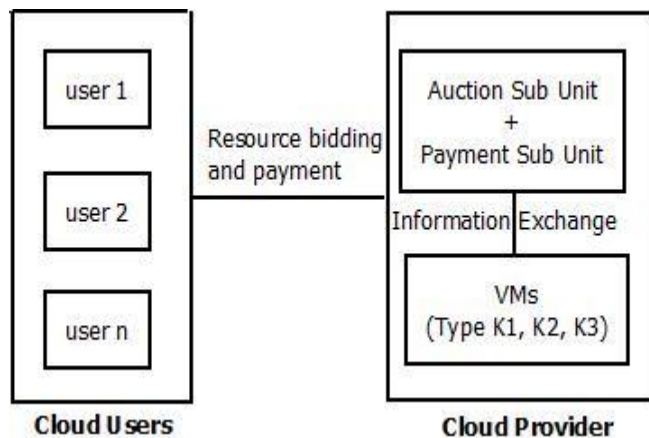 user 1
user 2
user n
Cloud Users
Resource bidding
and payment
Auction Sub Unit
+
Payment Sub Unit
Information Exchange
VMs
(Type K1, K2, K3)
Cloud Provider